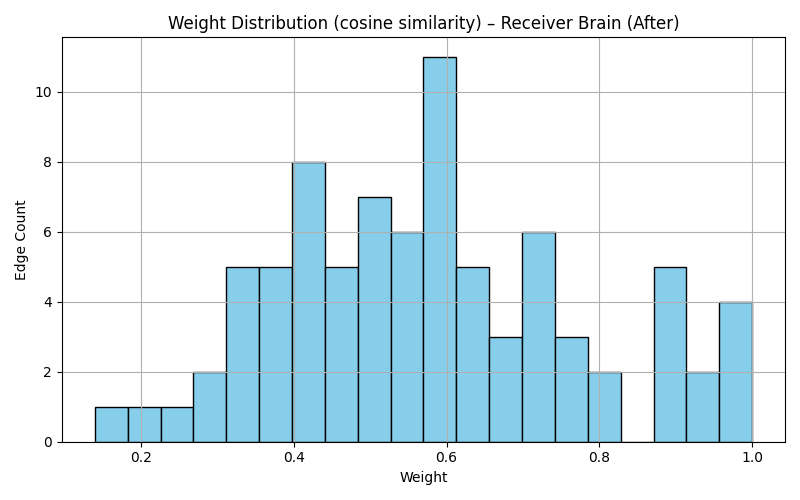 Weight Distribution (cosine similarity) – Receiver Brain (After)
Edge Count
10
8
6
4
2
0
0.2 0.4 0.6 0.8 1.0
Weight